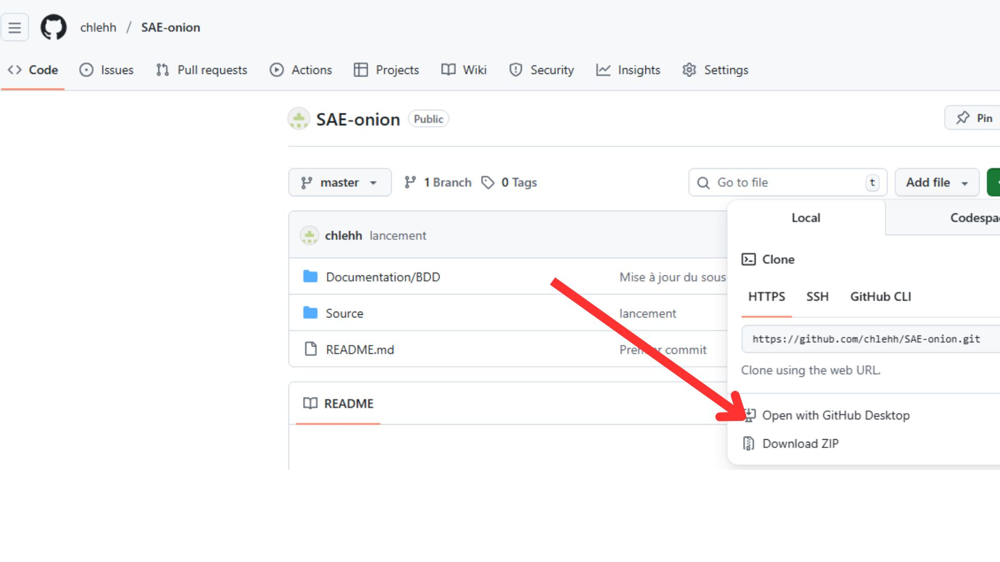 chlehh / SAE-onion
Code Issues Pull requests Actions Projects Wiki Security Insights Settings
SAE-onion Public
Pin
master 1 Branch 0 Tags
Go to file t
Add file
Local
Codespa
chlehh lancement
Clone
Documentation/BDD Mise à jour du sous
HTTPS SSH GitHub CLI
Source lancement
https://github.com/chlehh/SAE-onion.git
README.md commit
Clone using the web URL.
README
Open with GitHub Desktop
Download ZIP